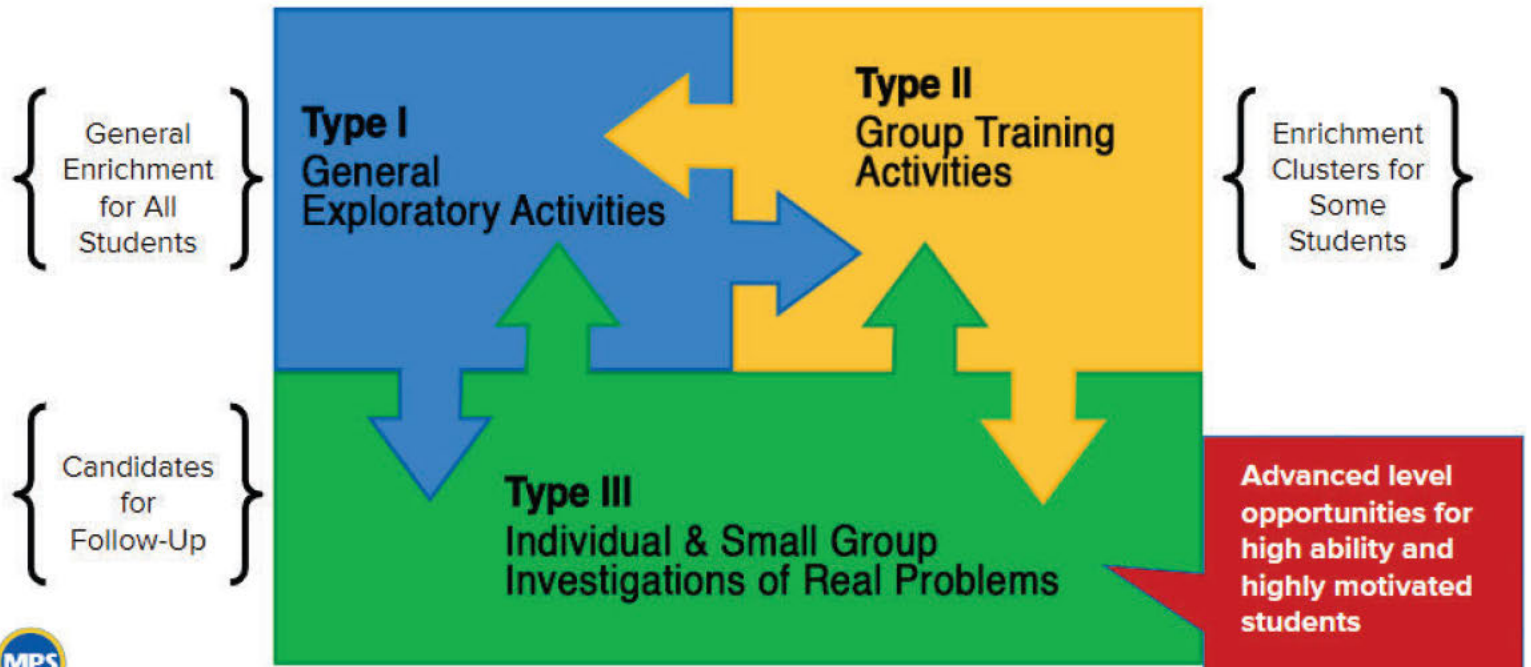 General
Enrichment
for All
Students
Type I
General
Exploratory Activities
Type II
Group Training
Activities
Enrichment
Clusters for
Some
Students
Candidates
for
Follow-Up
Type III
Individual & Small Group
Investigations of Real Problems
Advanced level
opportunities for
high ability and
highly motivated
students
MPS